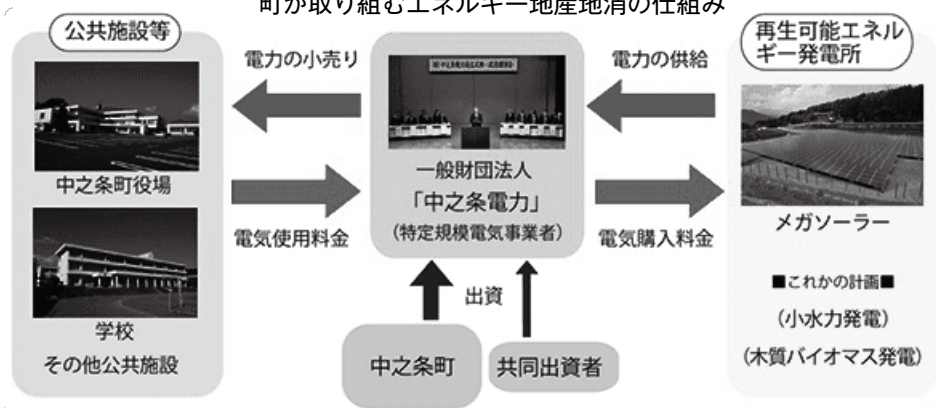 町が取り組むエネルギー地産地消の仕組み
公共施設等
中之条町役場
学校
その他公共施設
電力の小売り
電気使用料金
一般財団法人
「中之条電力」
(特定規模電気事業者)
出資
中之条町
共同出資者
電力の供給
電気購入料金
再生可能エネル
ギー発電所
メガソーラー
■これかの計画■
(小水力発電)
(木質バイオマス発電)